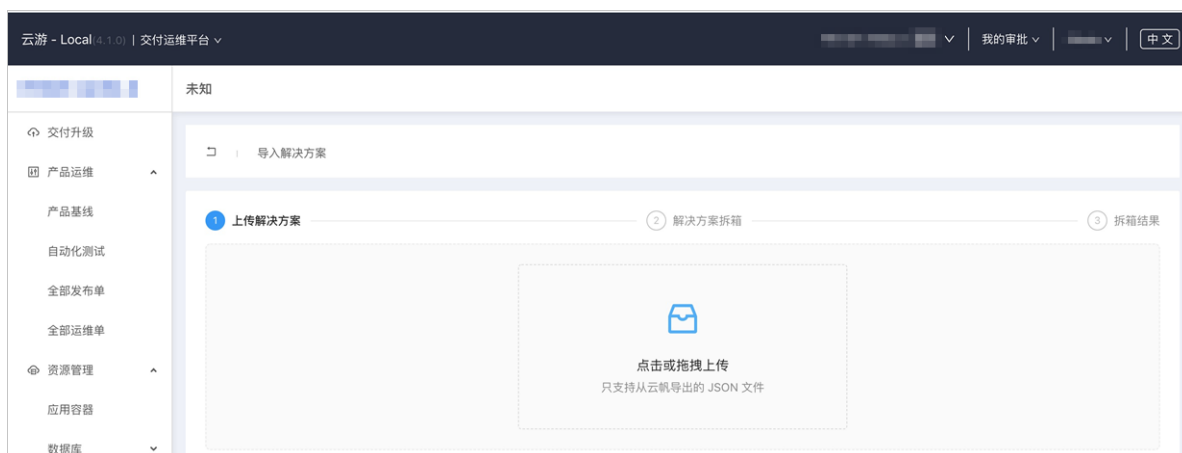 云游 - Local(4.1.0) | 交付运维平台
我的审批
中文
未知
交付升级
导入解决方案
产品运维
产品基线
1 上传解决方案
2 解决方案拆箱
3 拆箱结果
自动化测试
全部发布单
全部运维单
资源管理
点击或拖拽上传
只支持从云帆导出的 JSON 文件
应用容器
数据库